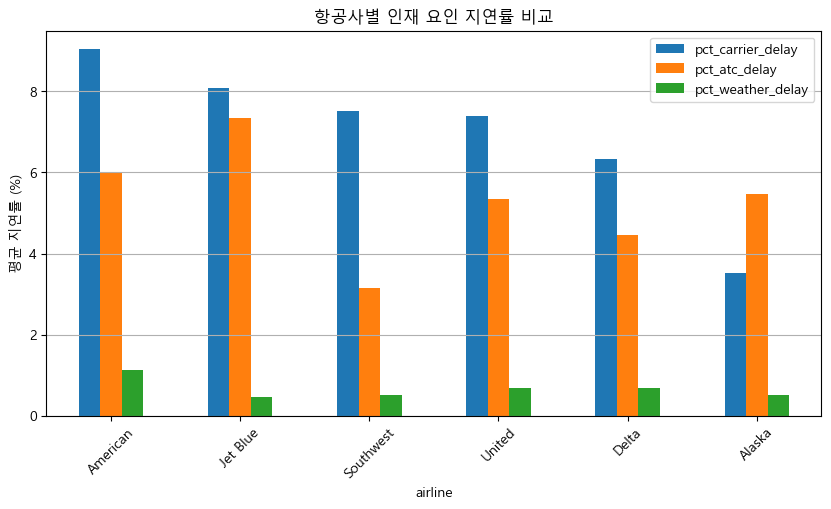 항공사별 인재 요인 지연률 비교
pct_carrier_delay
pct_atc_delay
pct_weather_delay
평균 지연률 (%)
8
6
4
2
0
American
Jet Blue
Southwest
United
Delta
Alaska
airline